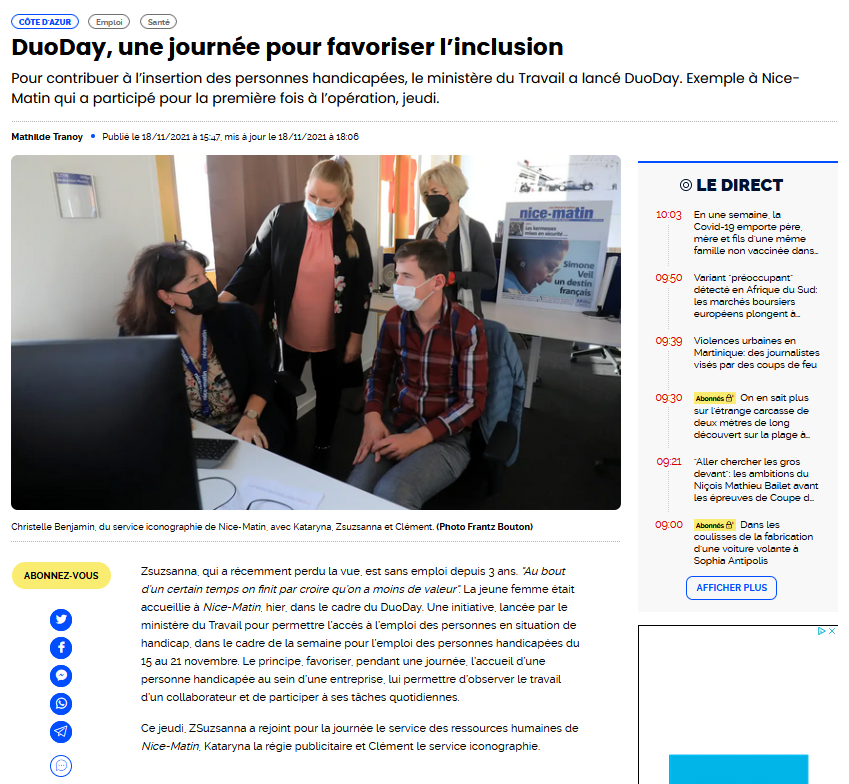 CÔTE D'AZUR
Emploi
Santé
DuoDay, une journée pour favoriser l'inclusion
Pour contribuer à l'insertion des personnes handicapées, le ministère du Travail a lancé DuoDay. Exemple à Nice-
Matin qui a participé pour la première fois à l'opération, jeudi.
Mathilde Tranoy • Publié le 18/11/2021 à 15:47, mis à jour le 18/11/2021 à 18:06
nice-matin
Les kermesses
mises en sécurité...
Simone
Veil
un destin
français
nice-matin
Christelle Benjamin, du service iconographie de Nice-Matin, avec Kataryna, Zsuzsanna et Clément. (Photo Frantz Bouton)
ABONNEZ-VOUS
Zsuzsanna, qui a récemment perdu la vue, est sans emploi depuis 3 ans. "Au bout
d'un certain temps on finit par croire qu'on a moins de valeur". La jeune femme était
accueillie à Nice-Matin, hier, dans le cadre du DuoDay. Une initiative, lancée par le
ministère du Travail pour permettre l'accès à l'emploi des personnes en situation de
handicap, dans le cadre de la semaine pour l'emploi des personnes handicapées du
15 au 21 novembre. Le principe, favoriser, pendant une journée, l'accueil d'une
personne handicapée au sein d'une entreprise, lui permettre d'observer le travail
d'un collaborateur et de participer à ses tâches quotidiennes.
Ce jeudi, ZSuzsanna a rejoint pour la journée le service des ressources humaines de
Nice-Matin, Kataryna la régie publicitaire et Clément le service iconographie.
LE DIRECT
10:03 En une semaine, la
Covid-19 emporte père,
mère et fils d'une même
famille non vaccinée dans...
09:50 Variant "préoccupant"
détecté en Afrique du Sud:
les marchés boursiers
européens plongent à...
09:39 Violences urbaines en
Martinique: des journalistes
visés par des coups de feu
09:30 Abonnés On en sait plus
sur l'étrange carcasse de
deux mètres de long
découvert sur la plage à...
09:21 "Aller chercher les gros
devant": les ambitions du
Niçois Mathieu Bailet avant
les épreuves de Coupe d...
09:00 Abonnés Dans les
coulisses de la fabrication
d'une voiture volante à
Sophia Antipolis
AFFICHER PLUS